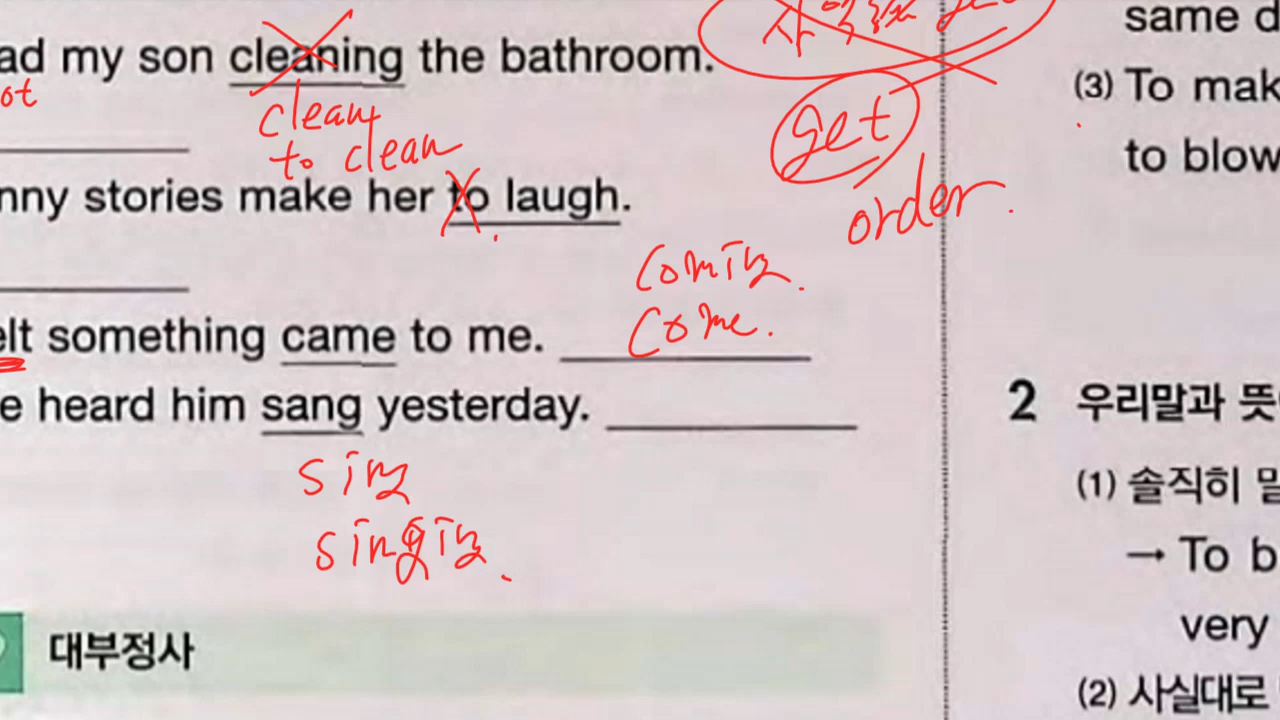 ad my son cleaning the bathroom.
ot
clean
to clean
get
order.
nny stories make her to laugh.
coming.
come.
elt something came to me.
e heard him sang yesterday.
sing
singing.
대부정사
same d
(3) To mak
to blow
2 우리말과 뜻
(1) 솔직히 말
→ To b
very
(2) 사실대로